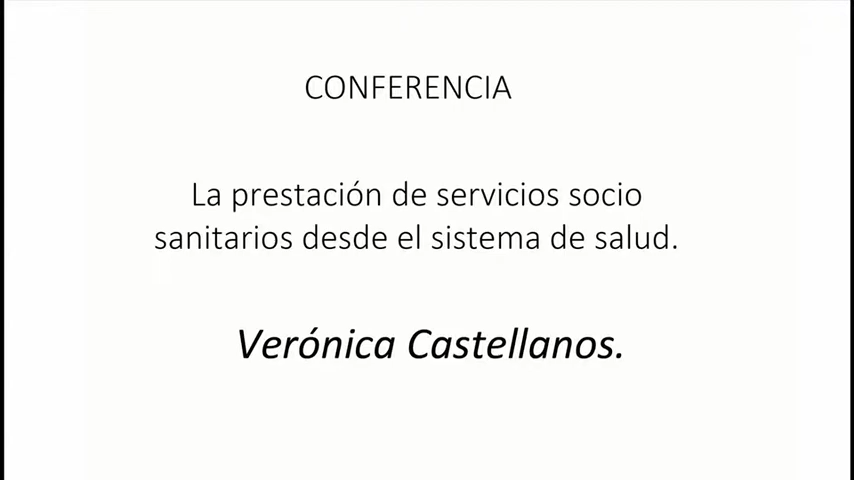 CONFERENCIA
La prestación de servicios socio
sanitarios desde el sistema de salud.
Verónica Castellanos.